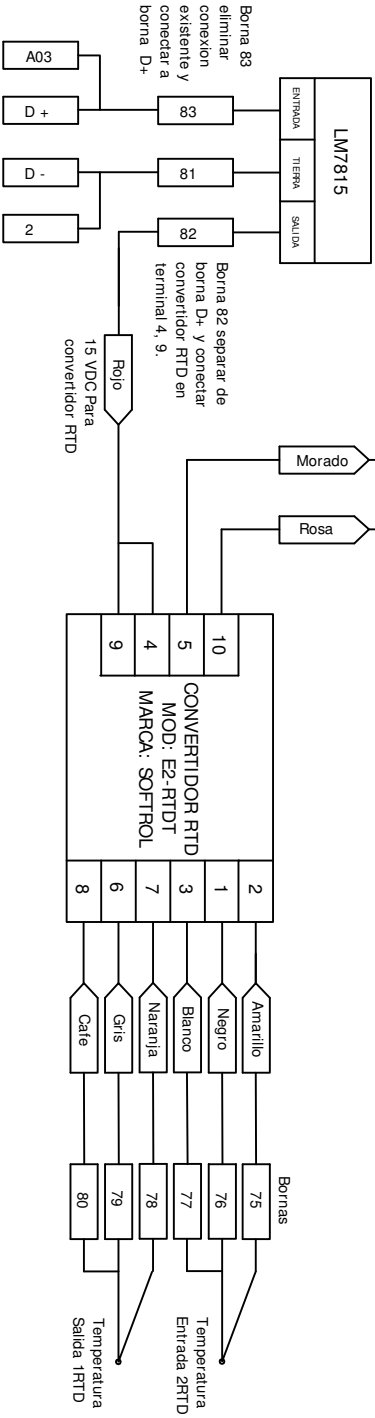 Borna 83
eliminar
conexion
existente y
conectar a
borna D+
LM7815
ENTRADA
TIERRA
SALIDA
83
81
82
A03
D +
D -
2
Borna 82 separar de
borna D+ y conectar
convertidor RTD en
terminal 4, 9.
Rojo
15 VDC Para
convertidor RTD
Morado
Rosa
10
5
4
9
CONVERTIDOR RTD
MOD: E2-RTDT
MARCA: SOFTROL
2
1
3
7
6
8
Amarillo
Negro
Blanco
Naranja
Gris
Cafe
Bornas
75
76
77
78
79
80
Temperatura
Entrada 2RTD
Temperatura
Salida 1RTD